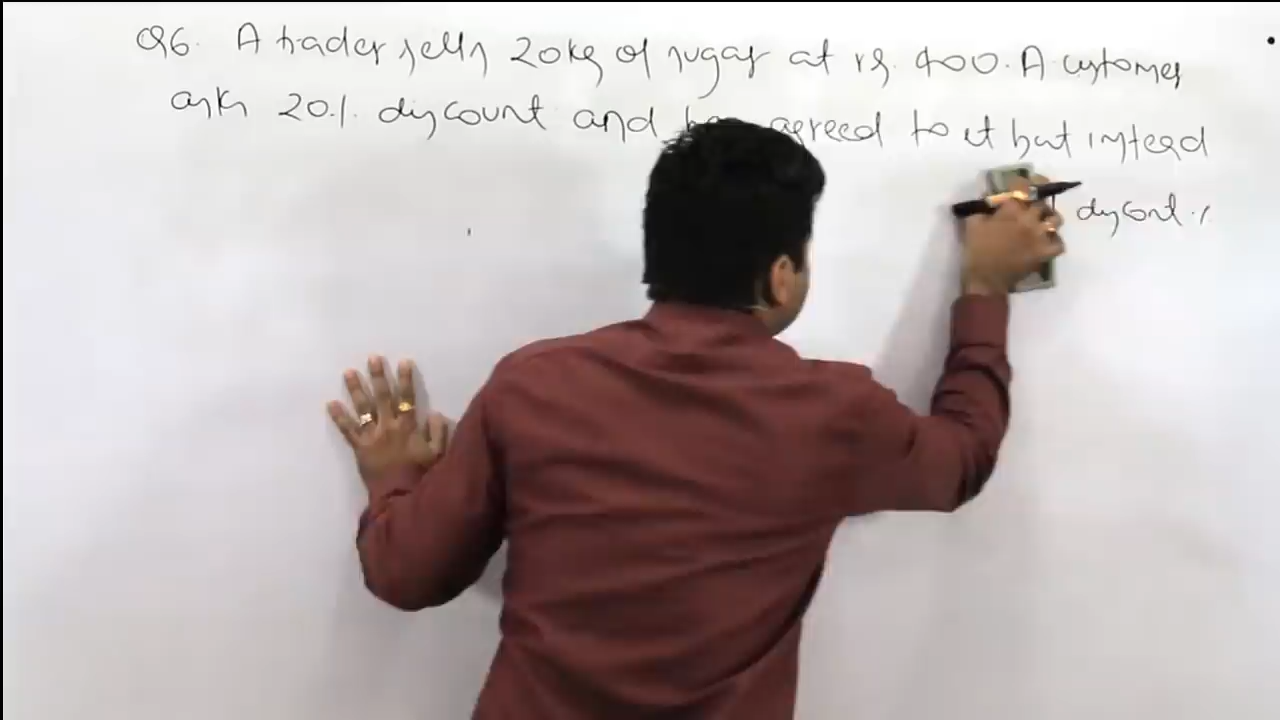 Q6. A trader sells 20kg of sugar at rs. 400. A customer
asks 20%. discount and agreed to it but instead
discont %